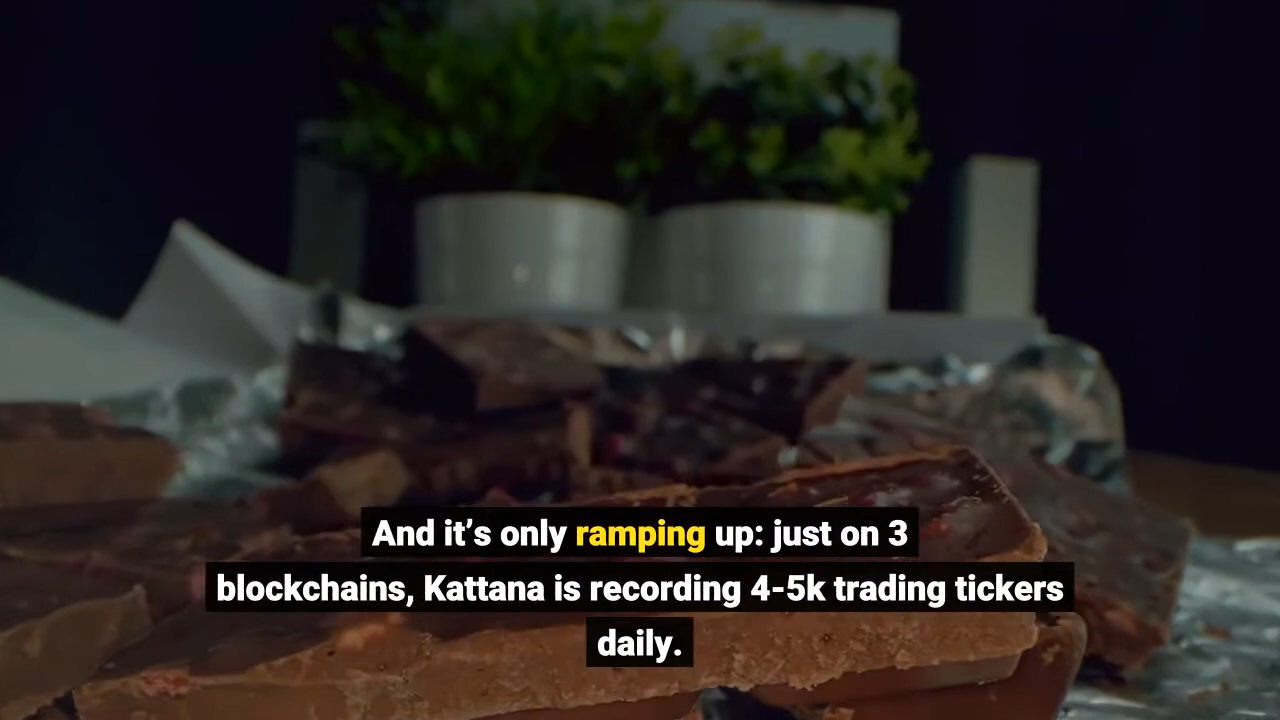 And it’s only ramping up: just on 3
blockchains, Kattana is recording 4-5k trading tickers
daily.